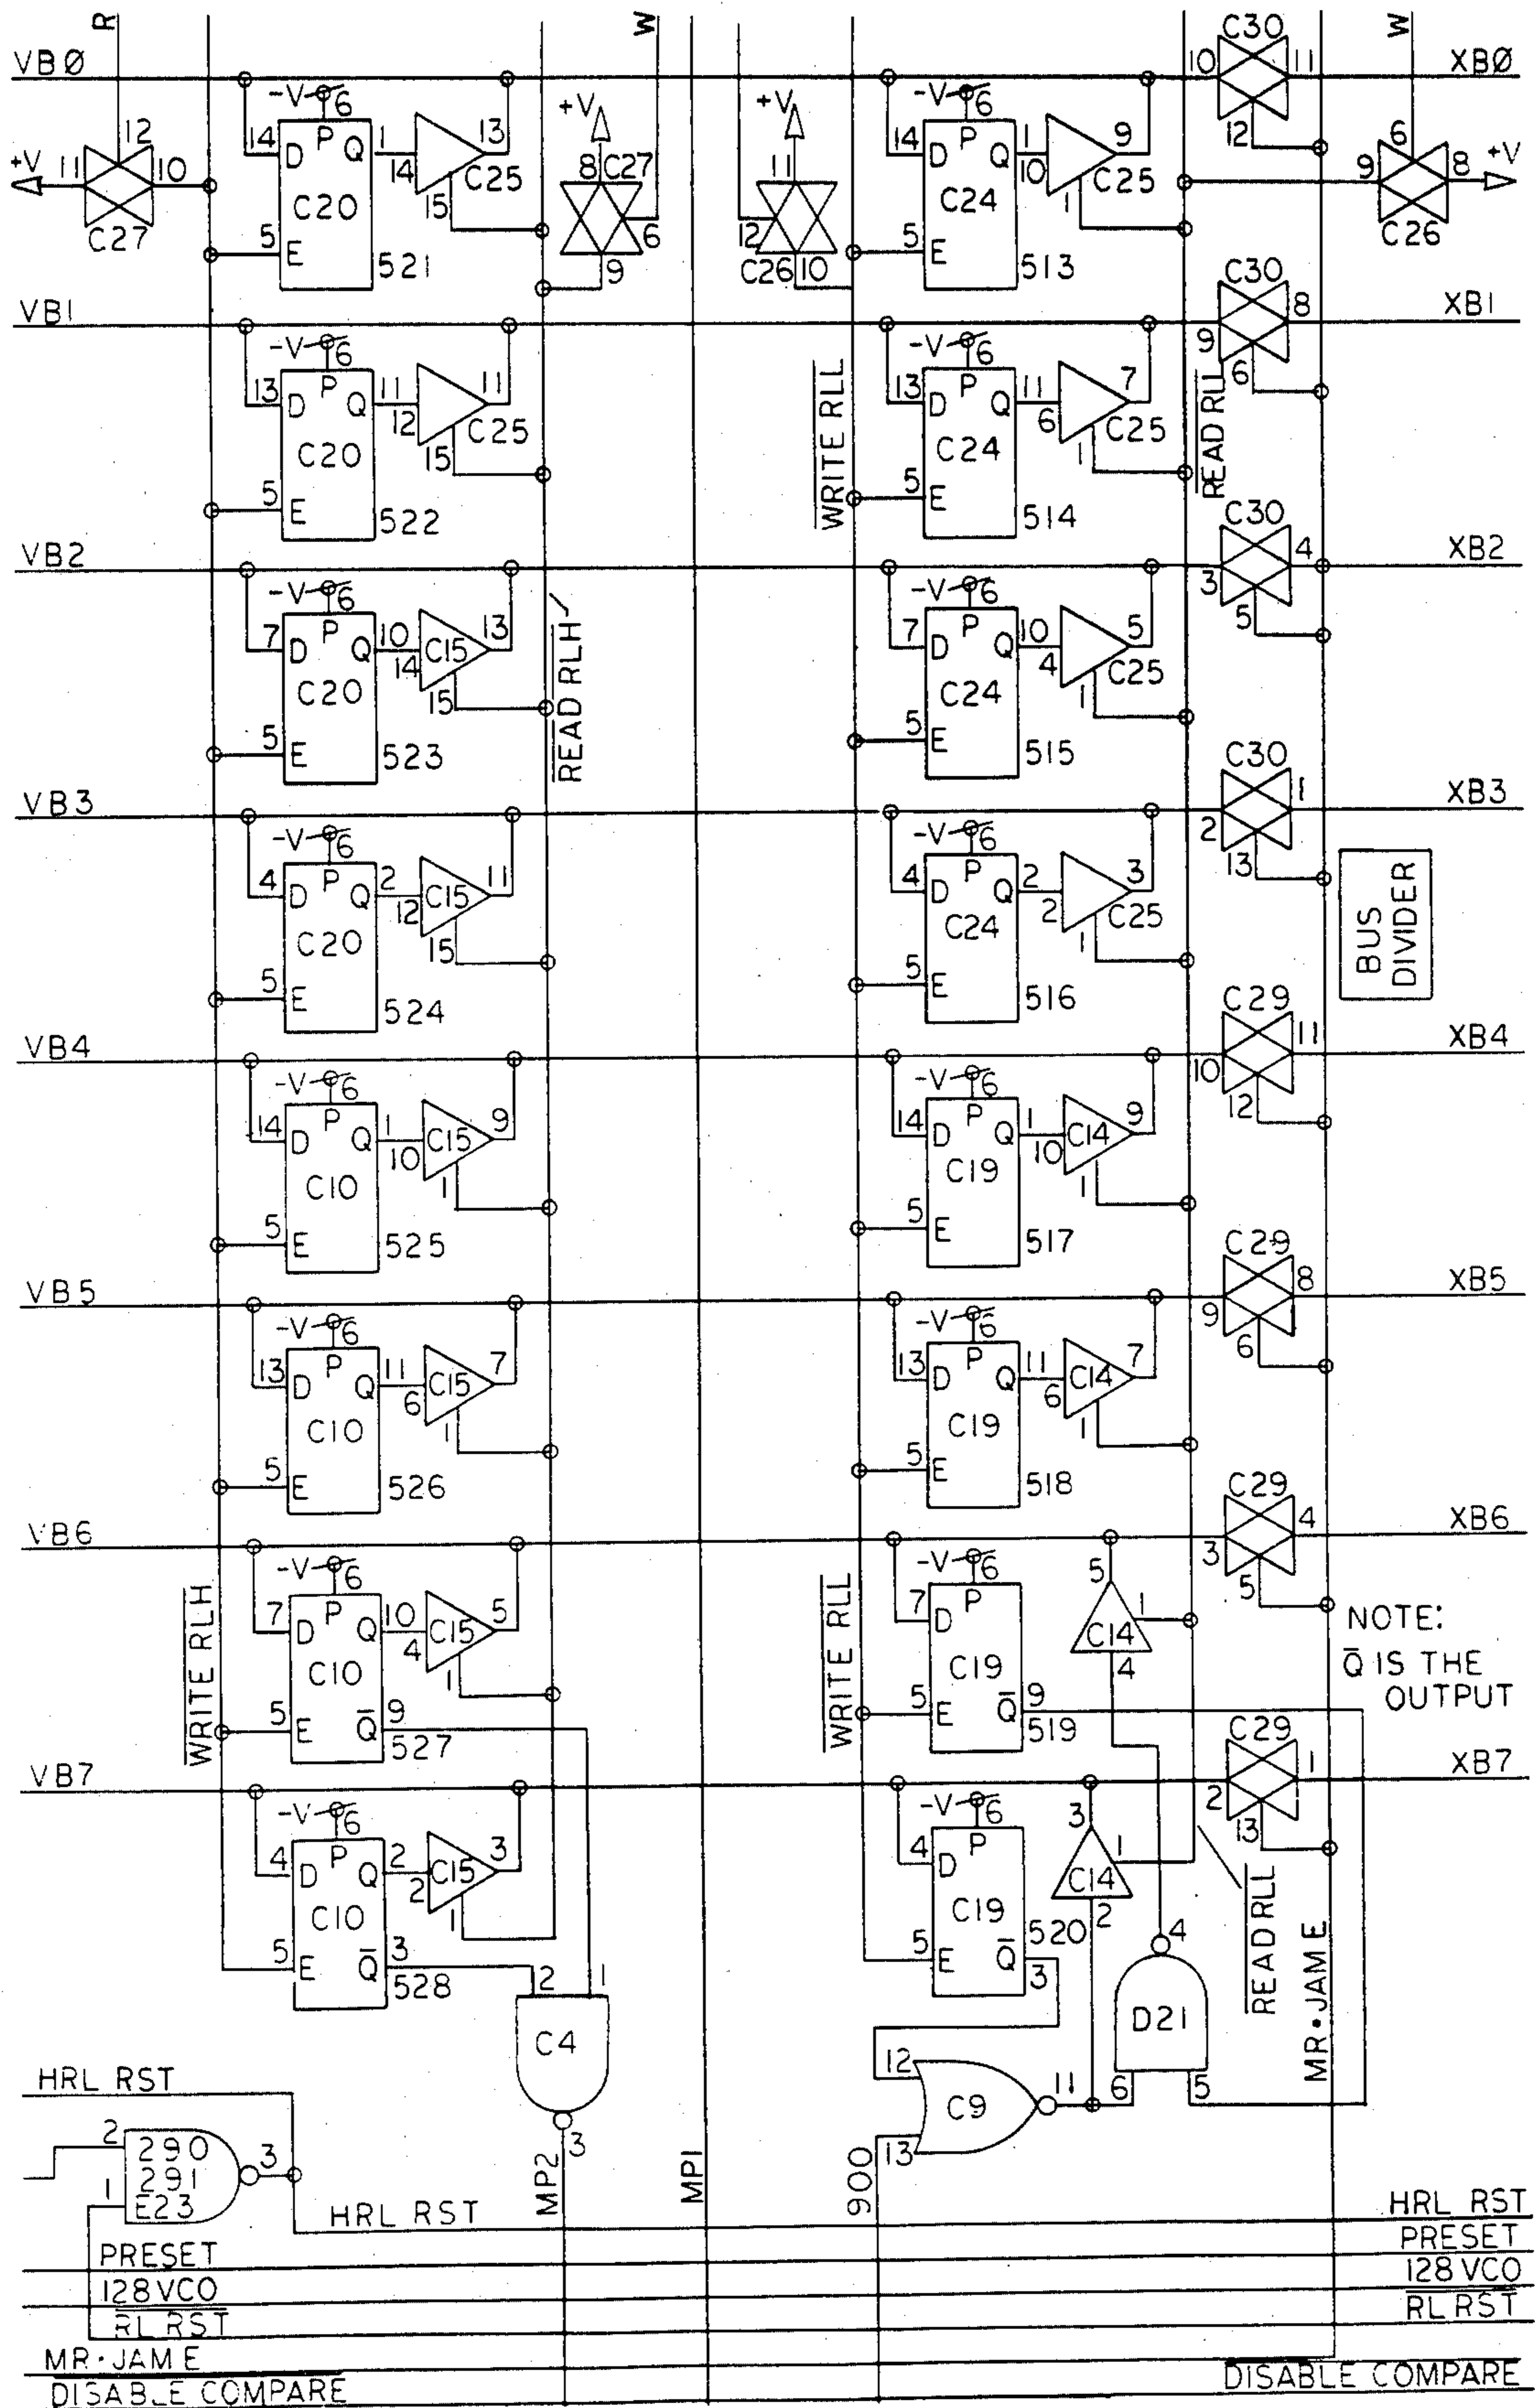 R
W
W
VBØ
C30
10
11
XBØ
-V
6
+V
+V
-V
6
12
6
12
+V
11
10
14
D
P
Q
1
14
13
8
C27
11
14
D
P
Q
1
10
9
9
8
+V
C27
C20
C25
15
6
12
C24
C25
1
C26
5
E
521
9
C26
10
5
E
513
C30
VB1
8
XB1
-V
6
-V
6
9
6
13
D
P
Q
11
12
11
WRITE RLL
13
D
P
Q
11
6
7
READ RLL
C20
C25
15
C24
C25
1
5
E
522
5
E
514
C30
VB2
4
XB2
-V
6
-V
6
3
5
7
D
P
Q
10
14
C15
13
READ RLH
7
D
P
Q
10
4
5
C20
15
C24
C25
1
5
E
523
5
E
515
C30
VB3
1
XB3
-V
6
-V
6
2
13
4
D
P
Q
2
12
C15
11
4
D
P
Q
2
2
3
BUS
DIVIDER
C20
15
C24
C25
1
5
E
524
5
E
516
C29
VB4
11
XB4
-V
6
-V
6
10
12
14
D
P
Q
1
10
C15
9
14
D
P
Q
1
10
C14
9
C10
1
C19
1
5
E
525
5
E
517
C29
VB5
8
XB5
-V
6
-V
6
9
6
13
D
P
Q
11
6
C15
7
13
D
P
Q
11
6
C14
7
C10
1
C19
1
5
E
526
5
E
518
C29
VB6
4
XB6
-V
6
-V
6
5
3
5
WRITE RLH
7
D
P
Q
10
4
C15
5
WRITE RLL
7
D
P
C14
1
NOTE:
C10
1
C19
4
Q̅ IS THE
OUTPUT
5
E
Q̅
9
527
5
E
9
519
C29
VB7
1
XB7
-V
6
-V
6
3
2
13
4
D
P
Q
2
2
C15
3
4
D
P
C14
1
C10
1
C19
2
READ RLL
5
E
Q̅
3
528
2
1
5
E
Q̅
520
3
4
MR•JAME
C4
D21
HRL RST
12
C9
11
6
5
2
290
291
E23
1
3
3
13
MP2
MP1
900
HRL RST
HRL RST
PRESET
PRESET
128VCO
128VCO
RL RST
RL RST
MR•JAME
DISABLE COMPARE
DISABLE COMPARE